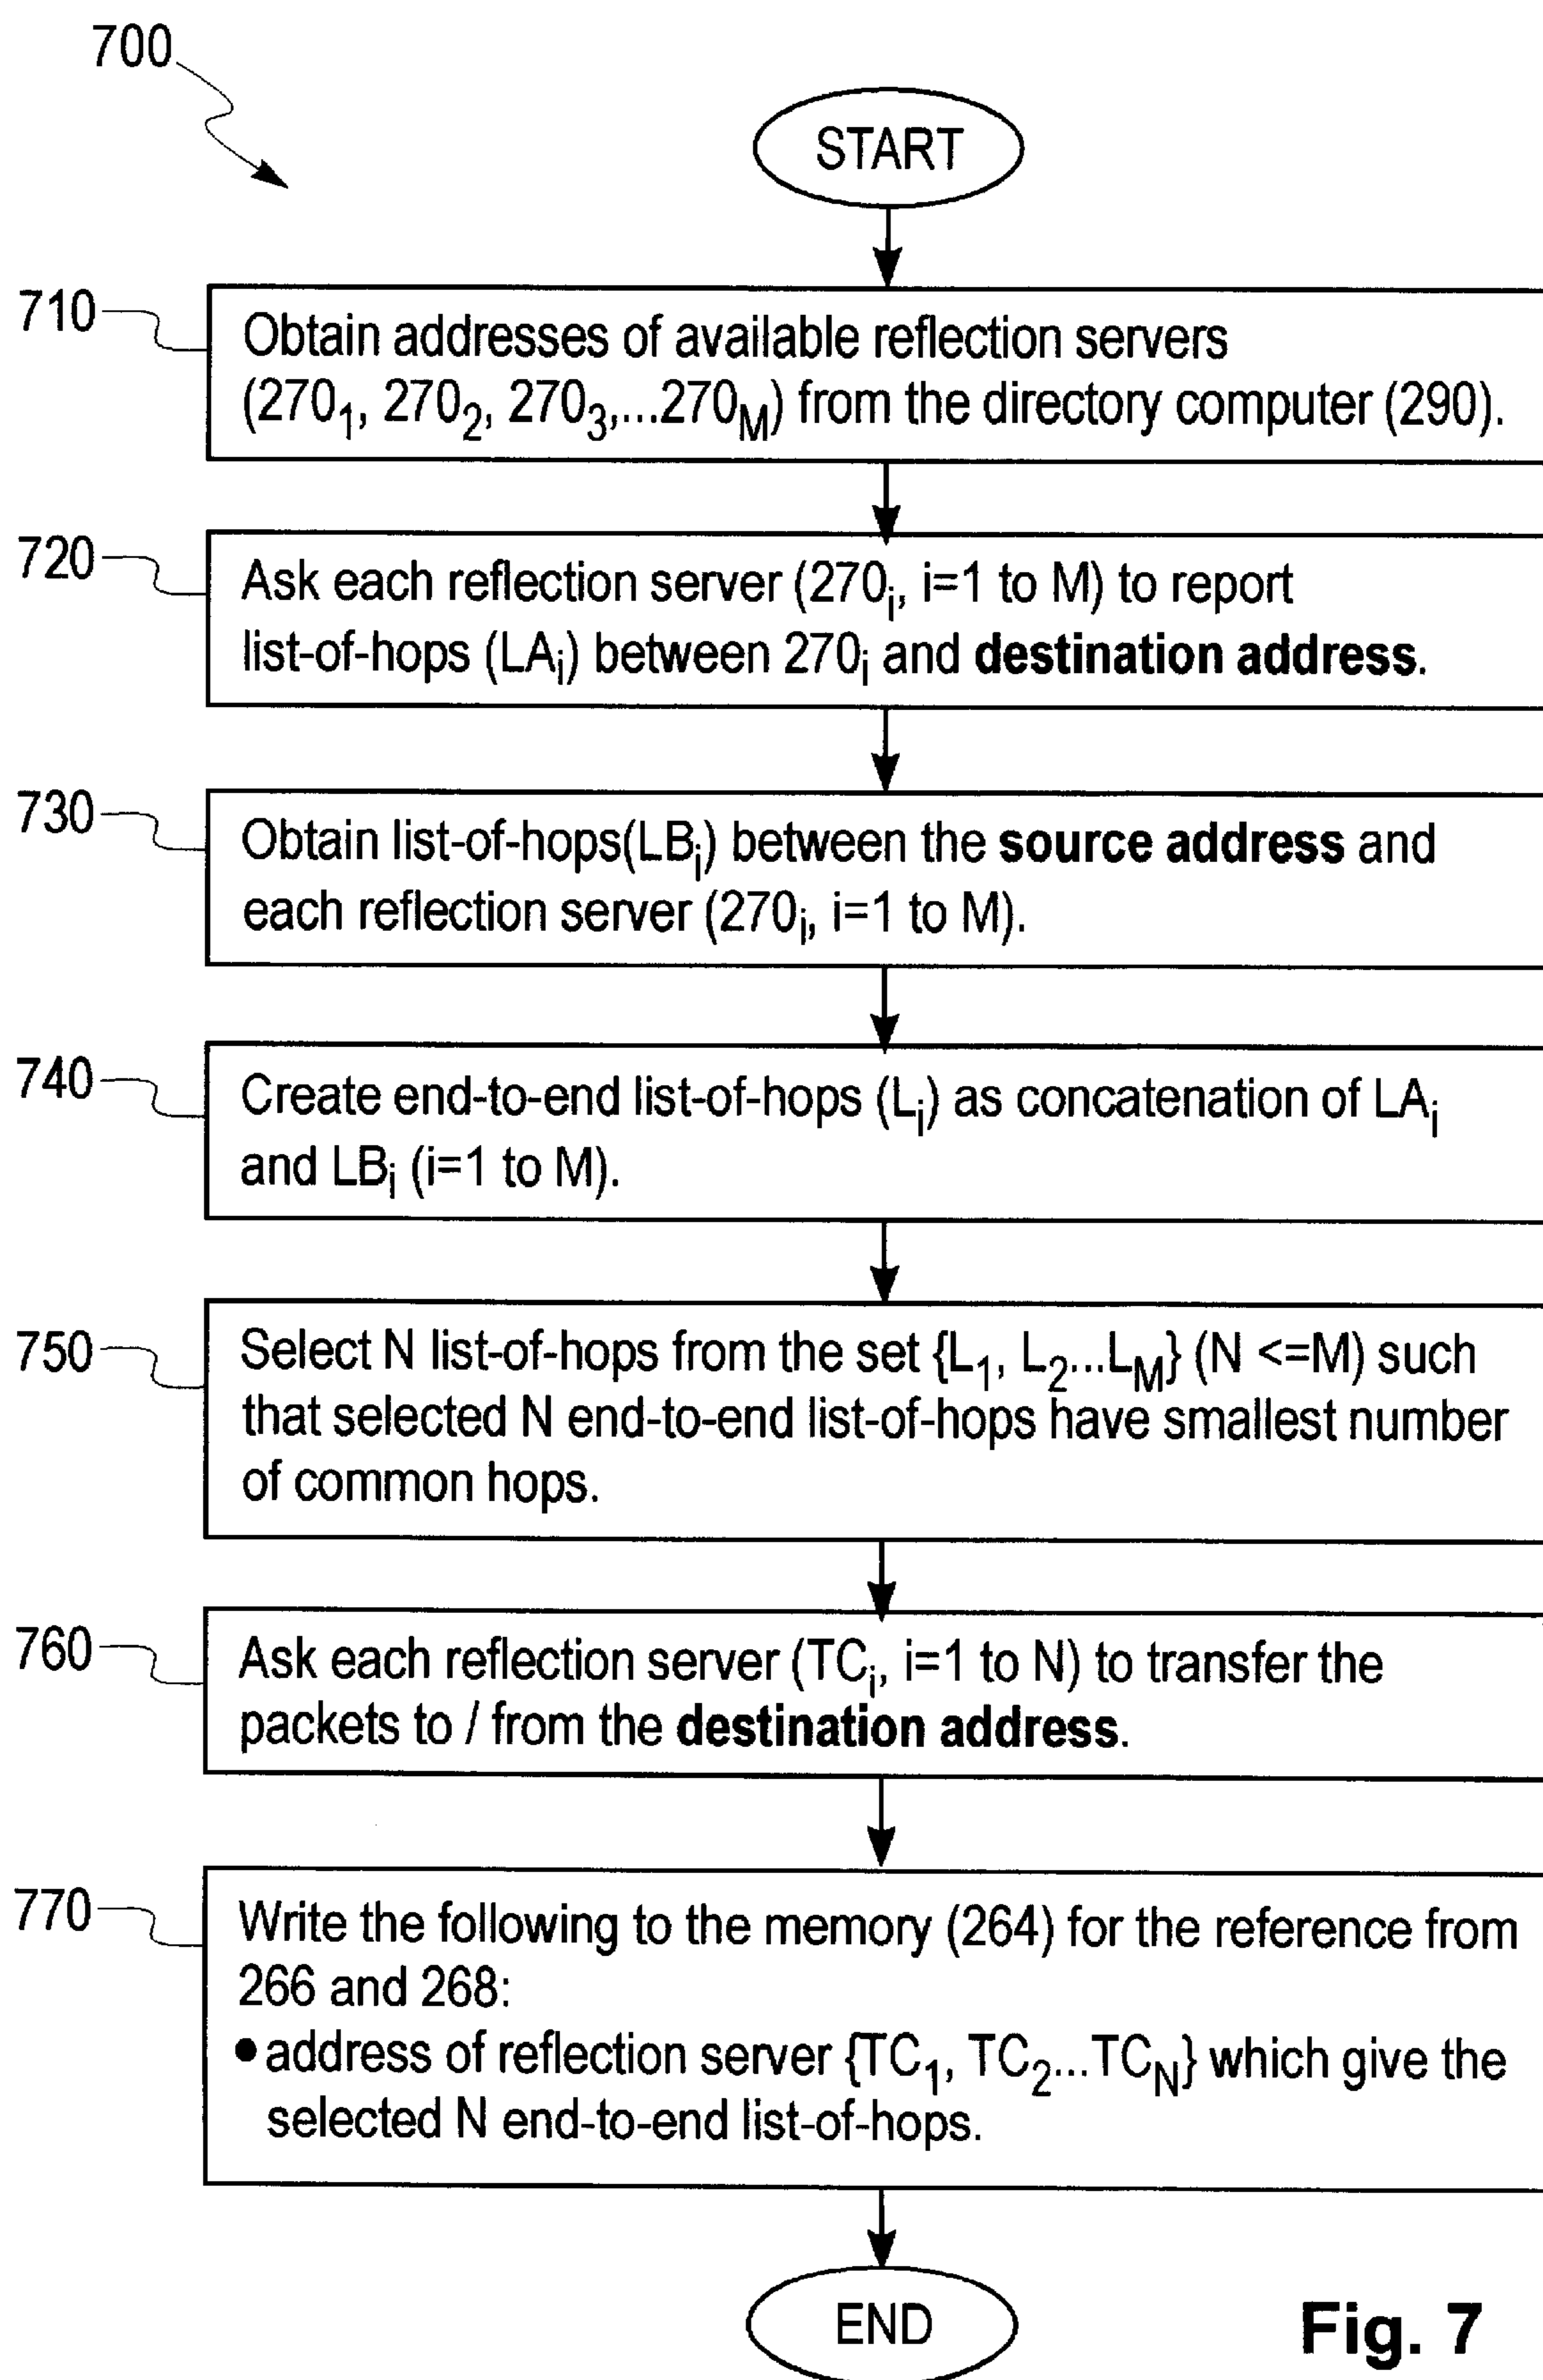 700
START
710
Obtain addresses of available reflection servers
(270₁, 270₂, 270₃,...270M) from the directory computer (290).
720
Ask each reflection server (270ᵢ, i=1 to M) to report
list-of-hops (LAᵢ) between 270ᵢ and destination address.
730
Obtain list-of-hops(LBᵢ) between the source address and
each reflection server (270ᵢ, i=1 to M).
740
Create end-to-end list-of-hops (Lᵢ) as concatenation of LAᵢ
and LBᵢ (i=1 to M).
750
Select N list-of-hops from the set {L₁, L₂...LM} (N <=M) such
that selected N end-to-end list-of-hops have smallest number
of common hops.
760
Ask each reflection server (TCᵢ, i=1 to N) to transfer the
packets to / from the destination address.
770
Write the following to the memory (264) for the reference from
266 and 268:
• address of reflection server {TC₁, TC₂...TCN} which give the
selected N end-to-end list-of-hops.
END
Fig. 7